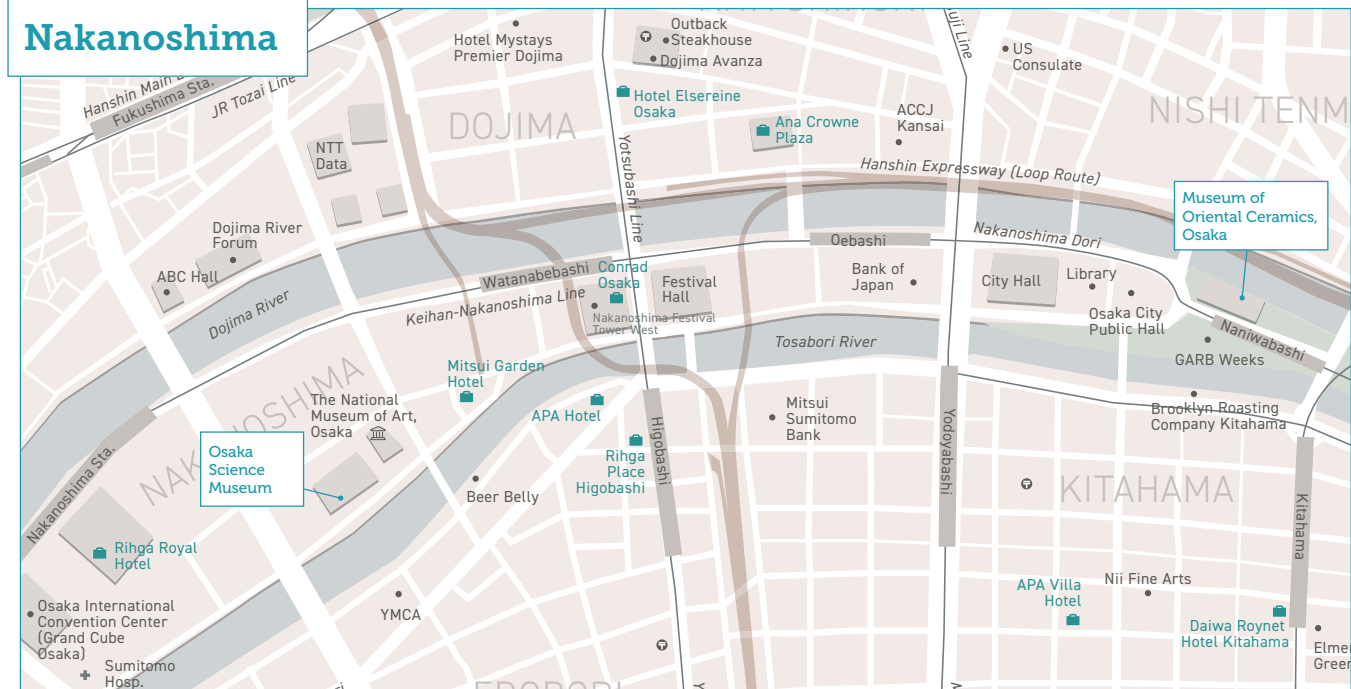 Nakanoshima
Hanshin Main
Fukushima Sta.
JR Tozai Line
Hotel Mystays
Premier Dojima
Outback
Steakhouse
Dojima Avanza
US
Consulate
NISHI TENM
DOJIMA
Hotel Elsereine
Osaka
Ana Crowne
Plaza
ACCJ
Kansai
NTT
Data
Yotsubashi Line
Hanshin Expressway (Loop Route)
Museum of
Oriental Ceramics,
Osaka
Dojima River
Forum
ABC Hall
Dojima River
Watanabebashi
Keihan-Nakanoshima Line
Conrad
Osaka
Festival
Hall
Nakanoshima Festival
Tower West
Oebashi
Nakanoshima Dori
Bank of
Japan
City Hall
Library
Osaka City
Public Hall
Naniwabashi
GARB Weeks
Tosabori River
NAKANOSHIMA
Mitsui Garden
Hotel
The National
Museum of Art,
Osaka
APA Hotel
Higobashi
Mitsui
Sumitomo
Bank
Yodoyabashi
Brooklyn Roasting
Company Kitahama
Osaka
Science
Museum
Nakanoshima Sta.
Beer Belly
Rihga
Place
Higobashi
KITAHAMA
Kitahama
Rihga Royal
Hotel
Osaka International
Convention Center
(Grand Cube
Osaka)
Sumitomo
Hosp.
YMCA
APA Villa
Hotel
Nii Fine Arts
Daiwa Roynet
Hotel Kitahama
Elme
Green